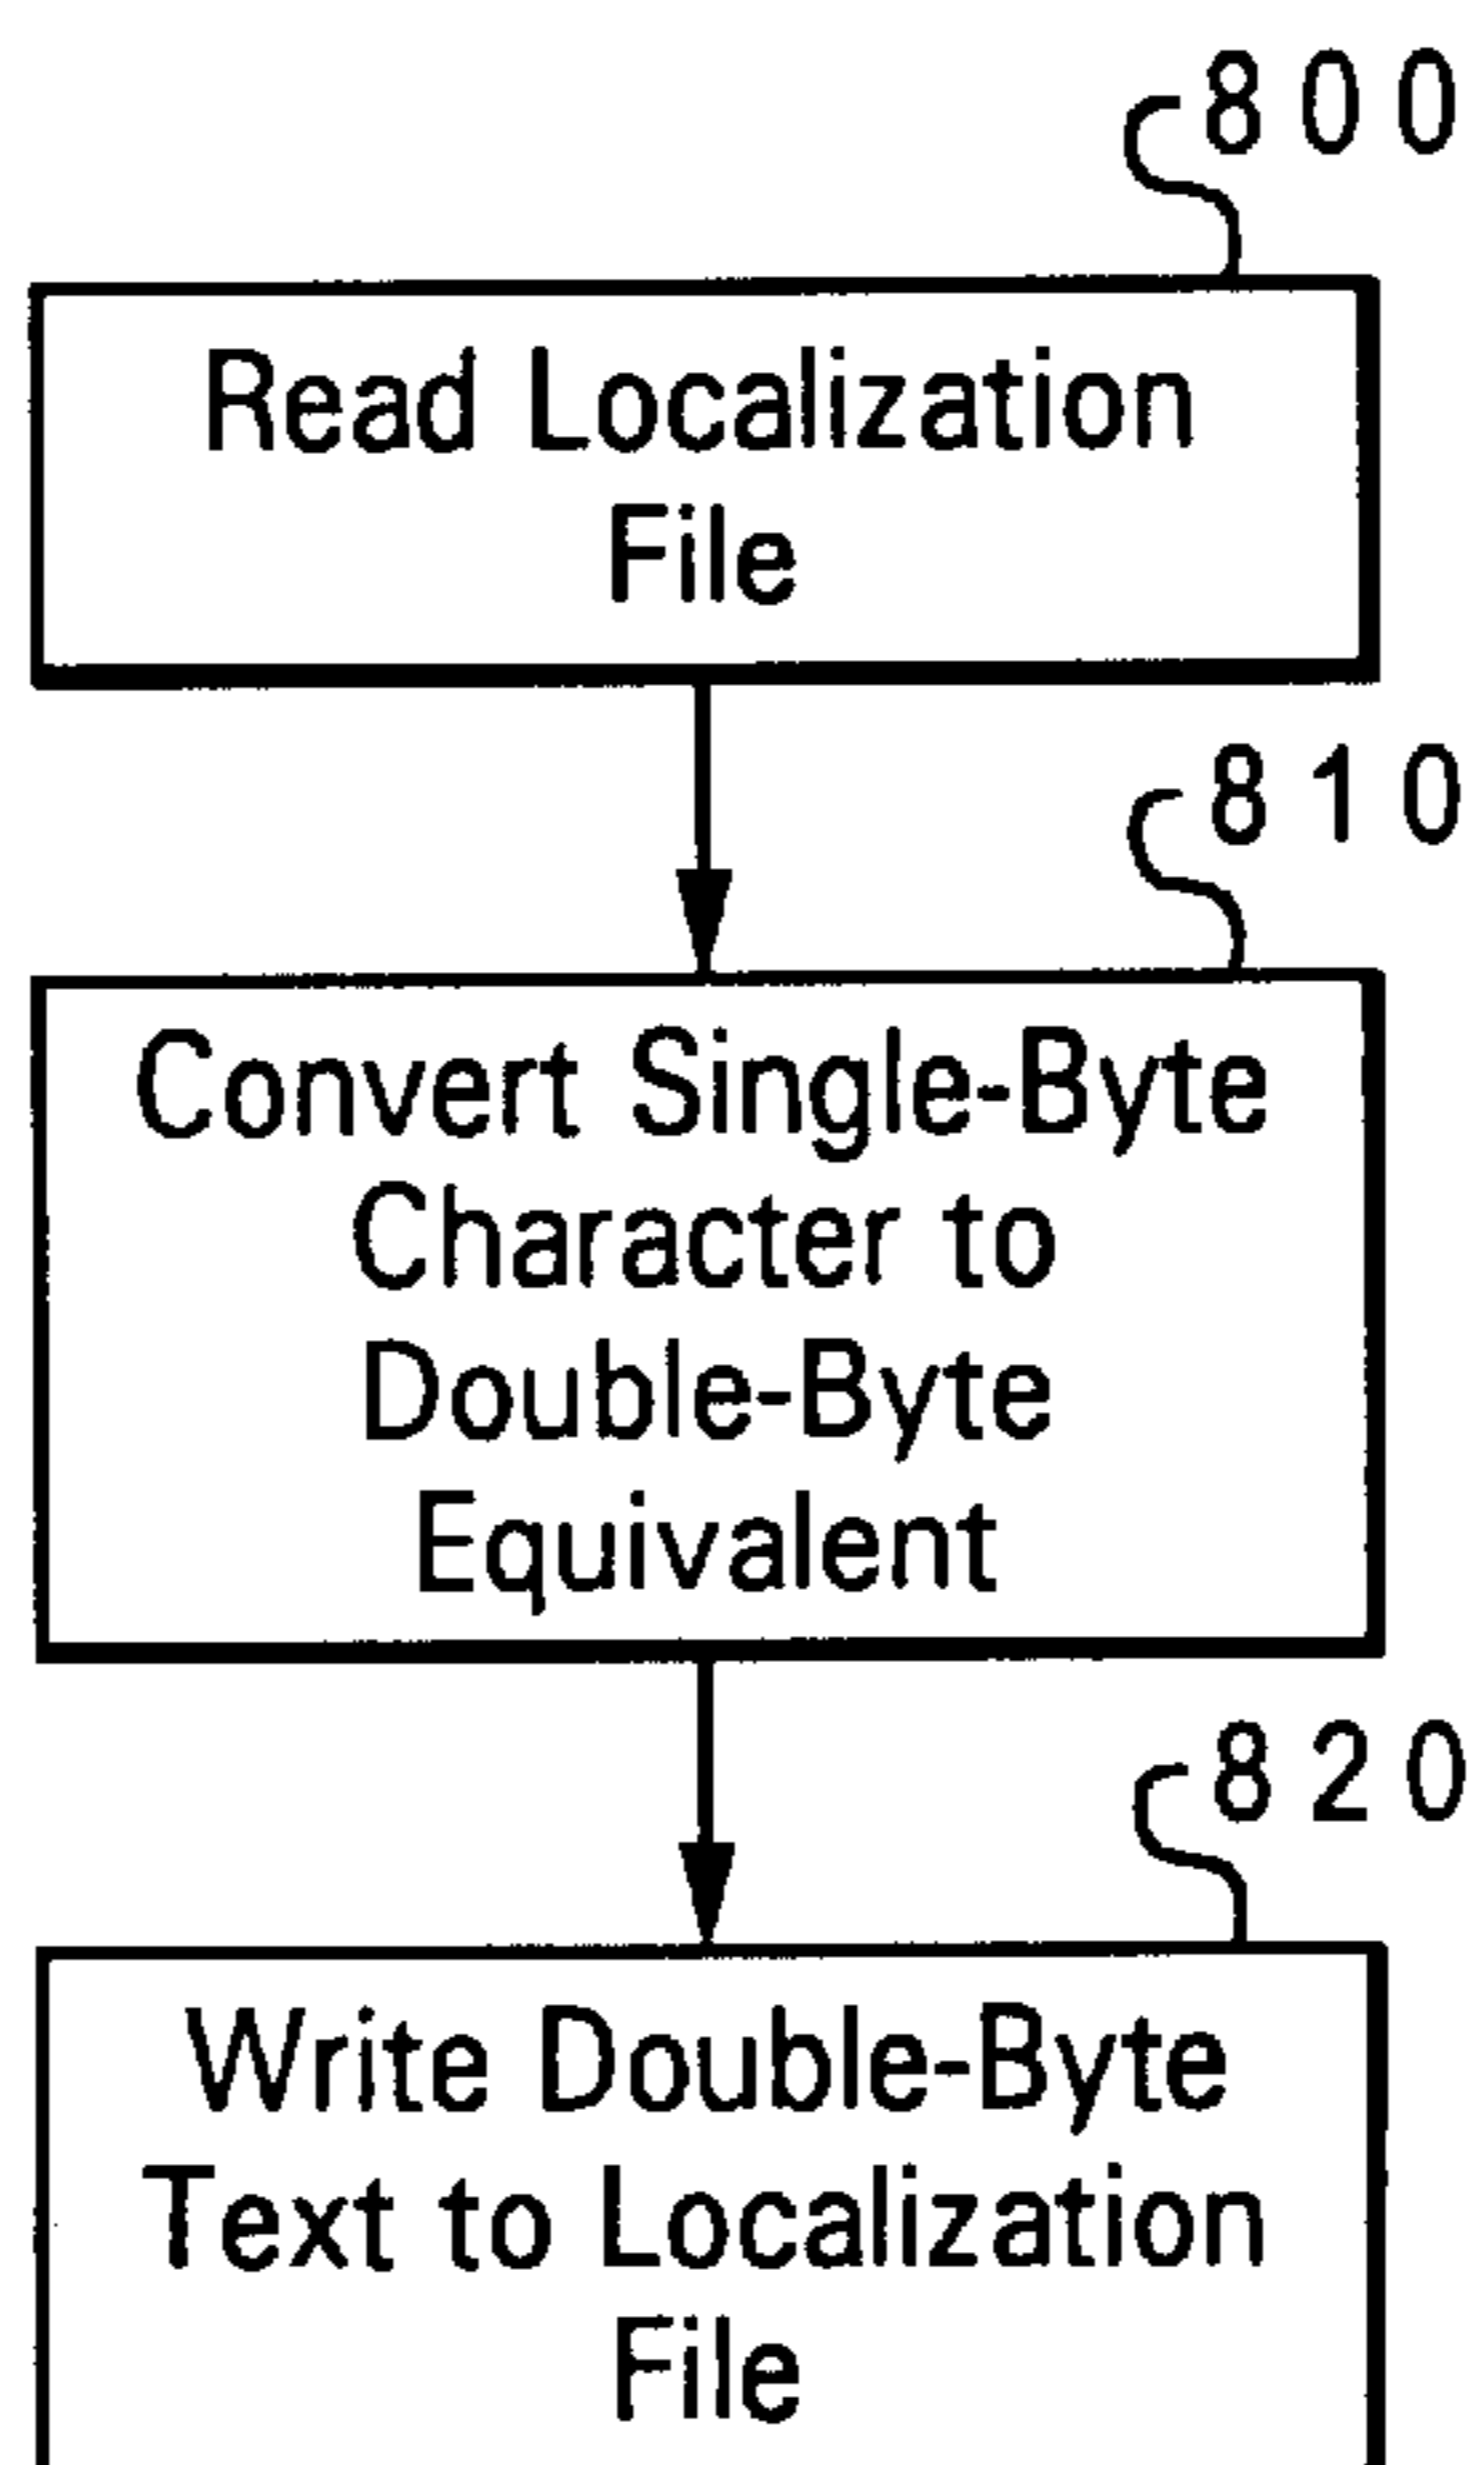 800
Read Localization
File
810
Convert Single-Byte
Character to
Double-Byte
Equivalent
820
Write Double-Byte
Text to Localization
File